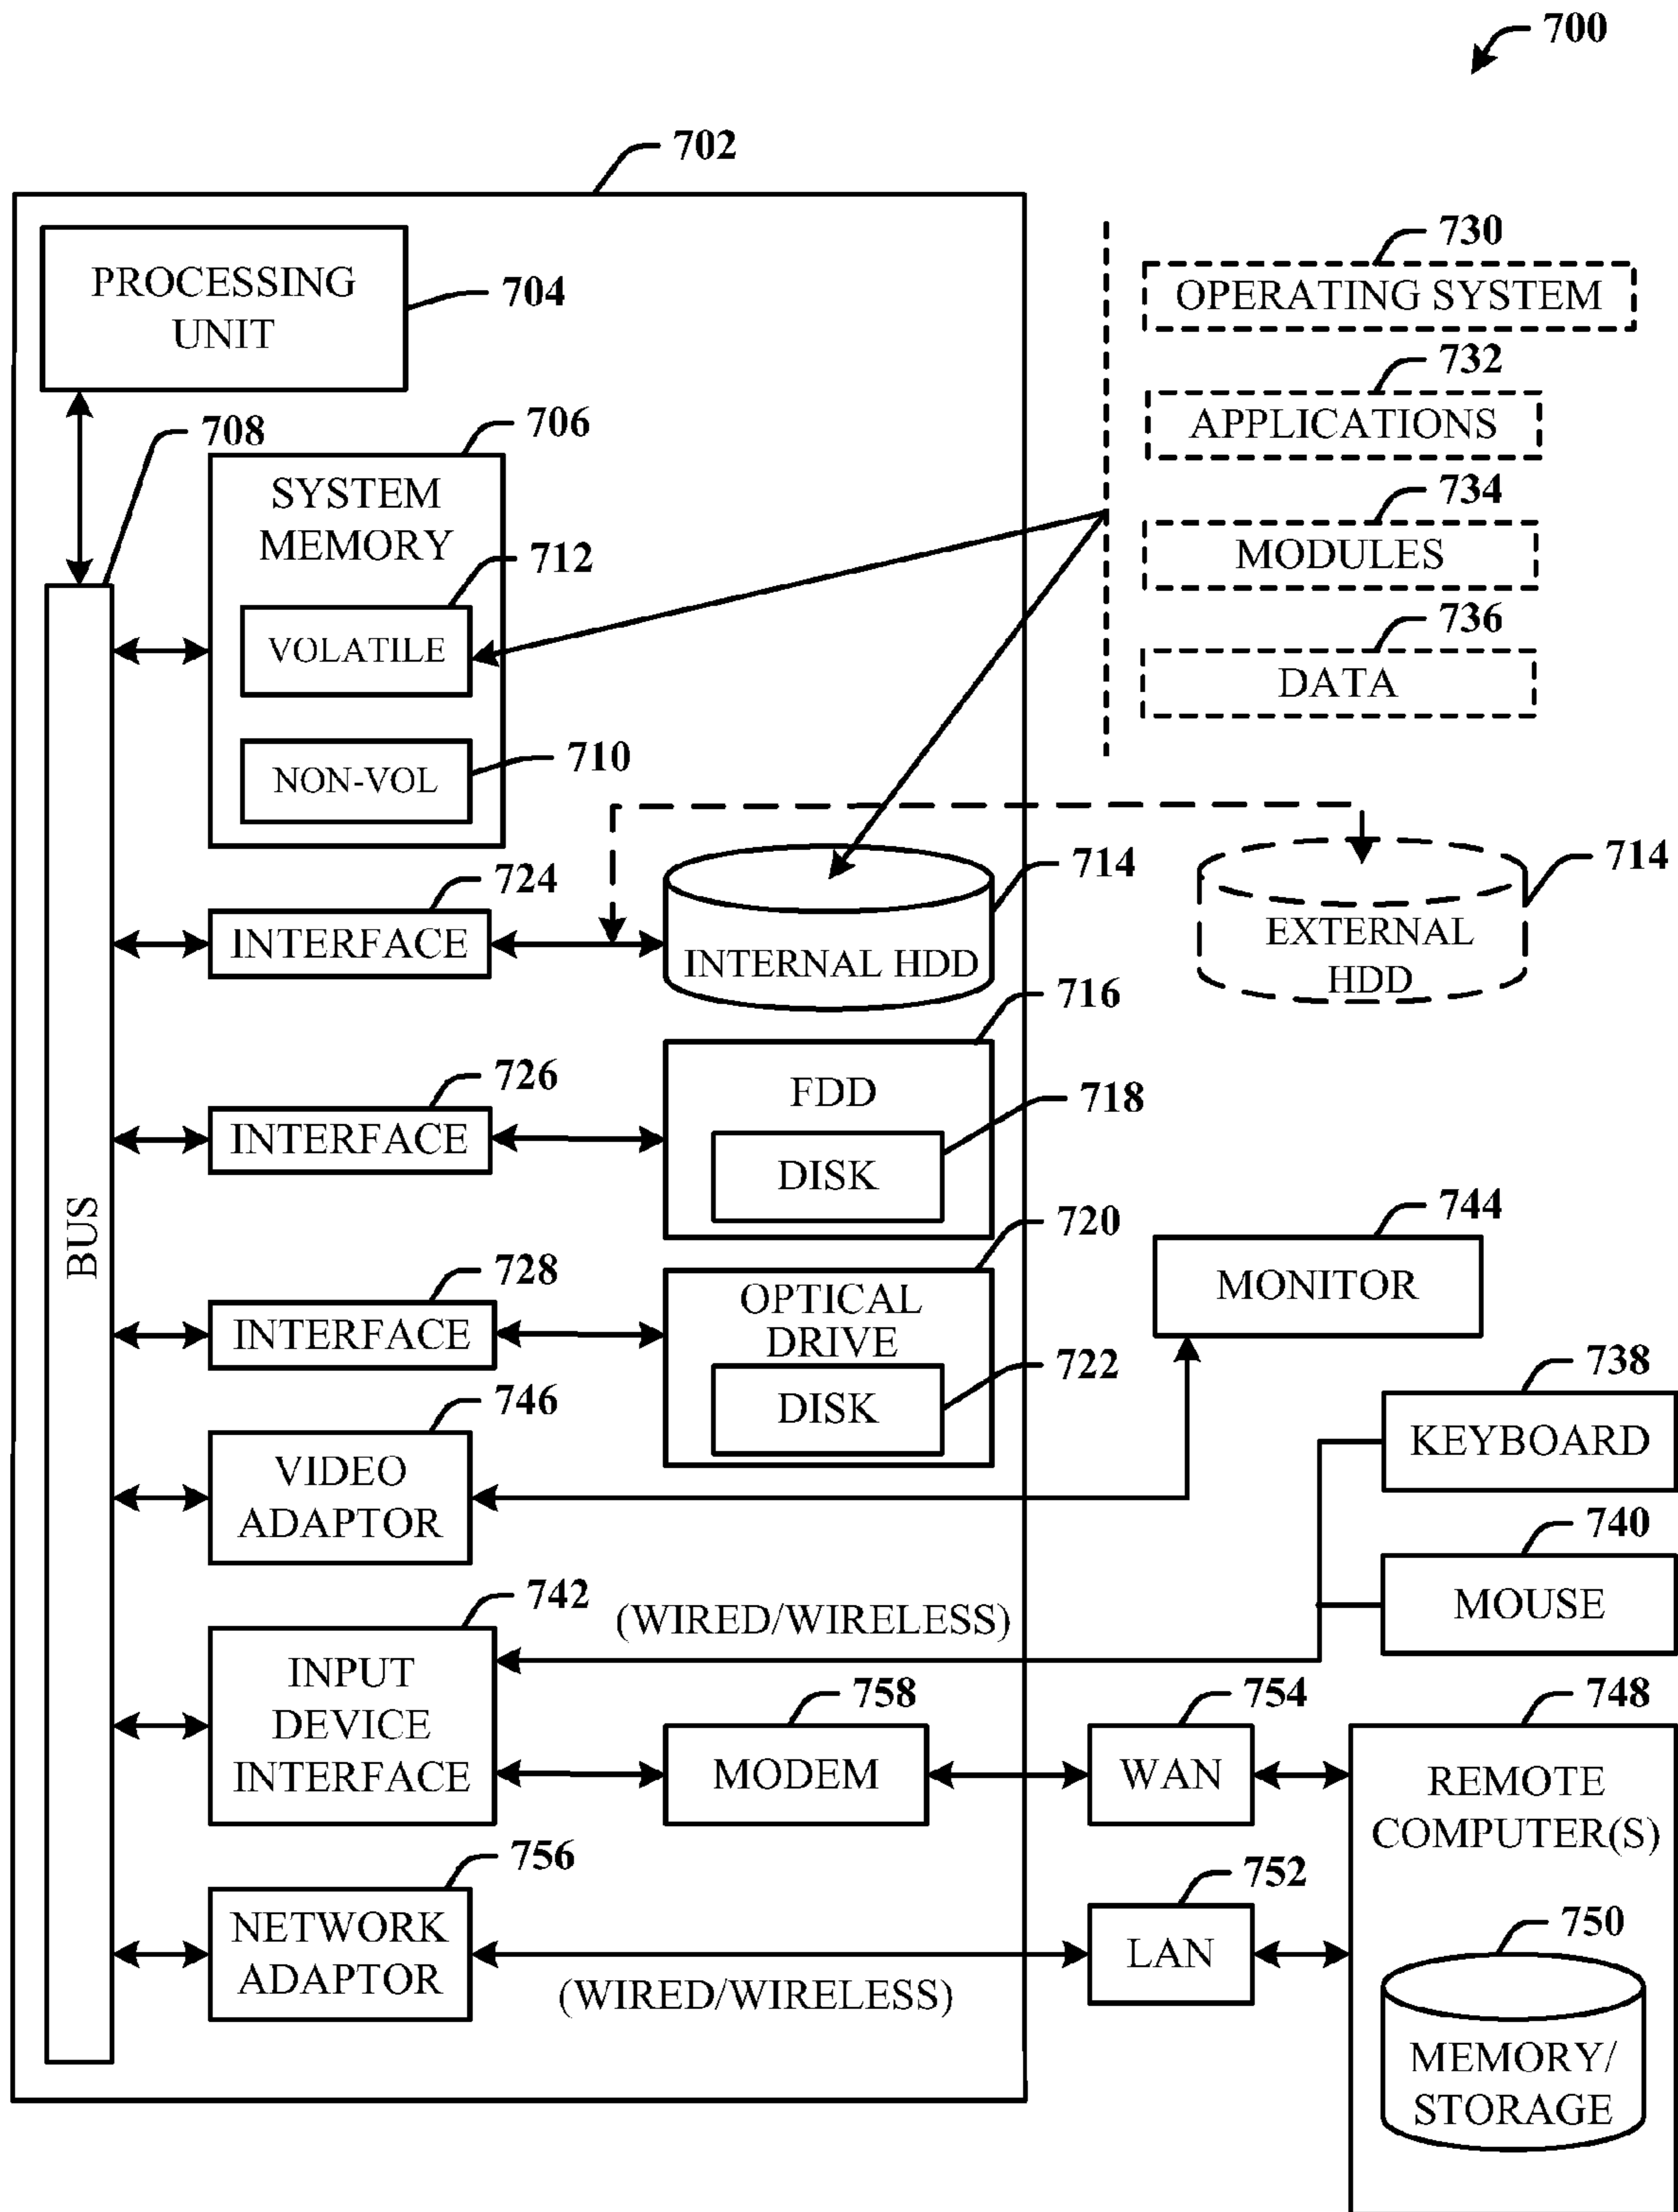 700
702
PROCESSING
UNIT
704
730
OPERATING SYSTEM
732
APPLICATIONS
734
MODULES
736
DATA
708
706
SYSTEM
MEMORY
712
VOLATILE
710
NON-VOL
BUS
724
INTERFACE
714
INTERNAL HDD
714
EXTERNAL
HDD
716
FDD
718
DISK
726
INTERFACE
720
OPTICAL
DRIVE
722
DISK
728
INTERFACE
744
MONITOR
746
VIDEO
ADAPTOR
738
KEYBOARD
740
MOUSE
742
INPUT
DEVICE
INTERFACE
(WIRED/WIRELESS)
758
MODEM
754
WAN
748
REMOTE
COMPUTER(S)
756
NETWORK
ADAPTOR
(WIRED/WIRELESS)
752
LAN
750
MEMORY/
STORAGE